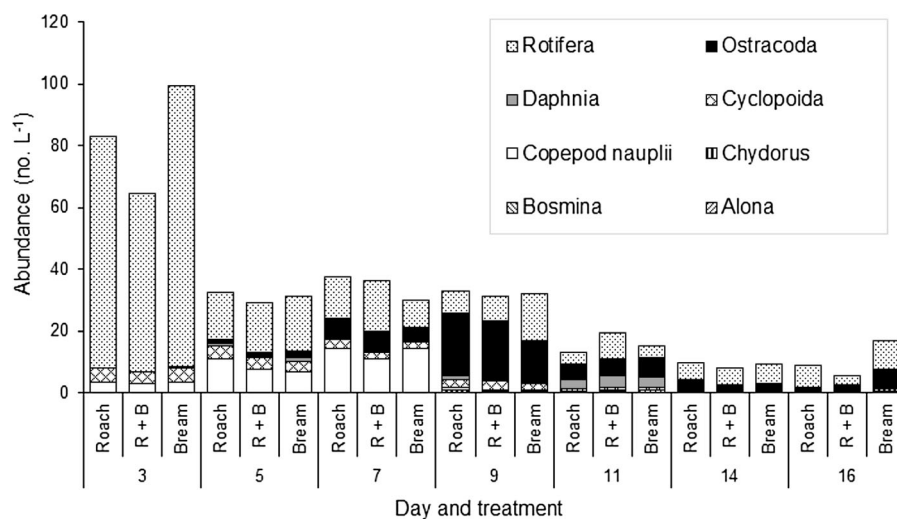 120
100
80
60
40
20
0
Abundance (no. L⁻¹)
Rotifera
Ostracoda
Daphnia
Cyclopoida
Copepod nauplii
Chydorus
Bosmina
Alona
Roach R + B Bream Roach R + B Bream Roach R + B Bream Roach R + B Bream Roach R + B Bream Roach R + B Bream Roach R + B Bream
3 5 7 9 11 14 16
Day and treatment